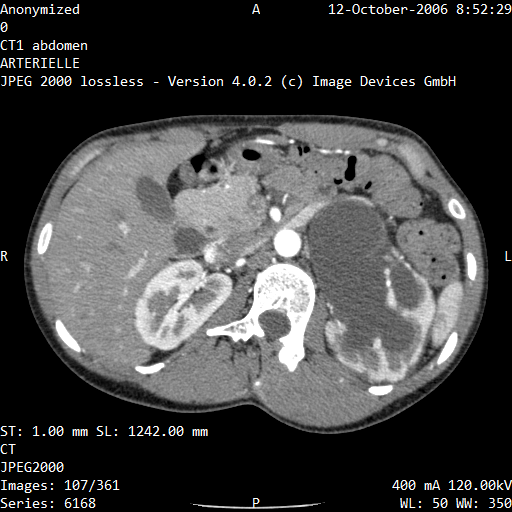 Anonymized A 12-October-2006 8:52:29
0
CT1 abdomen
ARTERIELLE
JPEG 2000 lossless - Version 4.0.2 (c) Image Devices GmbH
R L
ST: 1.00 mm SL: 1242.00 mm
CT
JPEG2000
Images: 107/361 400 mA 120.00kV
Series: 6168 P WL: 50 WW: 350